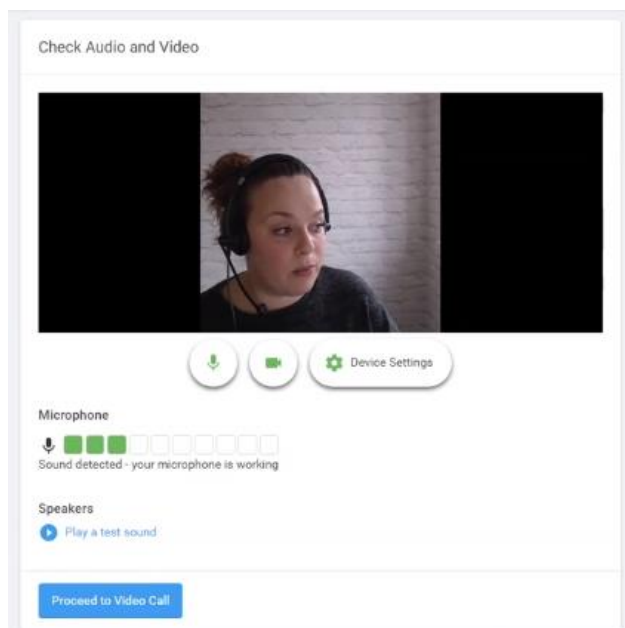 Check Audio and Video
Device Settings
Microphone
Sound detected - your microphone is working
Speakers
Play a test sound
Proceed to Video Call